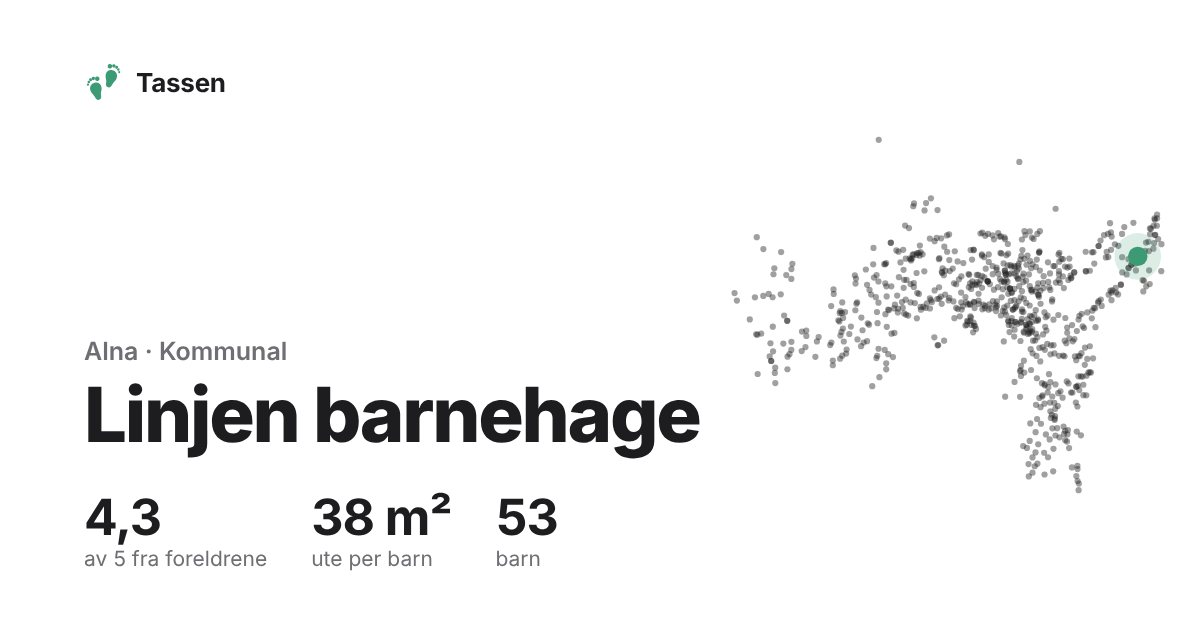 Tassen
Alna · Kommunal
Linjen barnehage
4,3
av 5 fra foreldrene
38 m²
ute per barn
53
barn